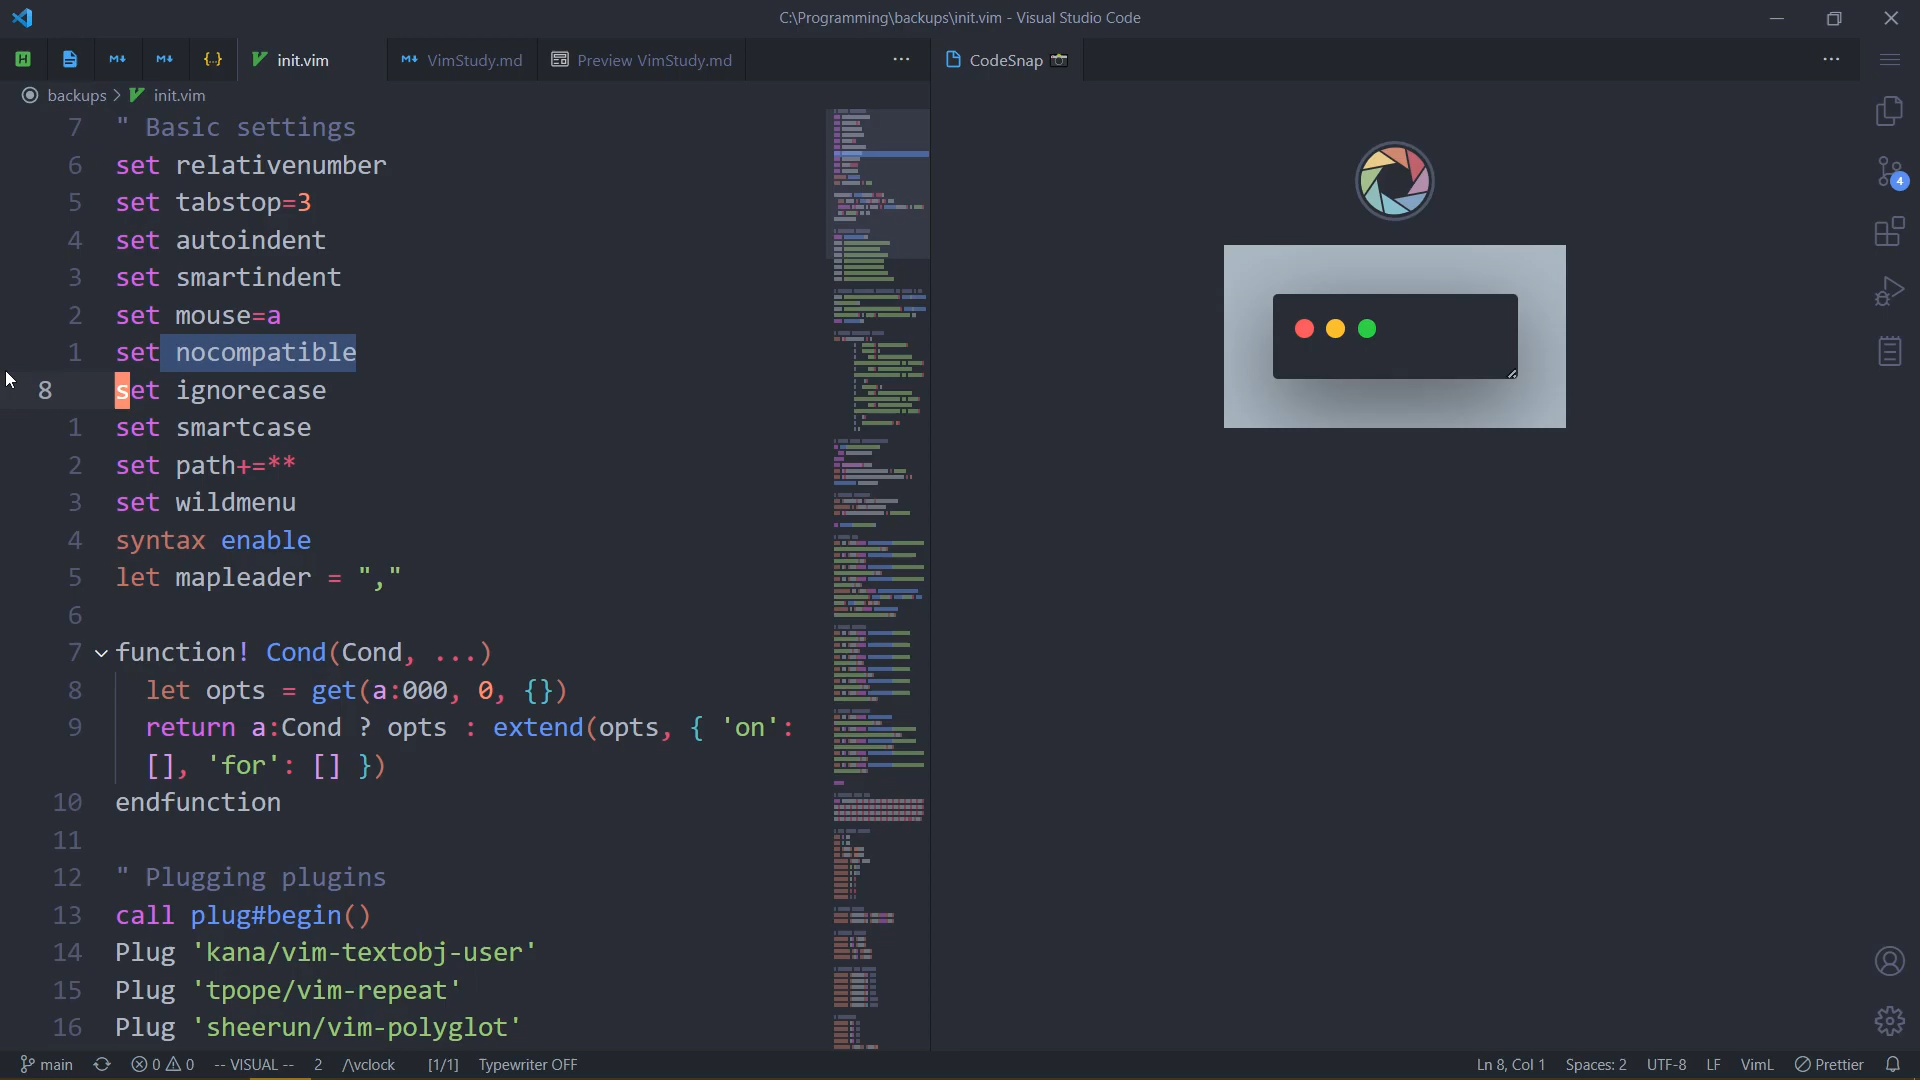 C:\Programming\backups\init.vim - Visual Studio Code
init.vim
VimStudy.md
Preview VimStudy.md
CodeSnap
backups > init.vim
7 " Basic settings
6 set relativenumber
5 set tabstop=3
4 set autoindent
3 set smartindent
2 set mouse=a
1 set nocompatible
8 set ignorecase
1 set smartcase
2 set path+=**
3 set wildmenu
4 syntax enable
5 let mapleader = ","
6
7 function! Cond(Cond, ...)
8 let opts = get(a:000, 0, {})
9 return a:Cond ? opts : extend(opts, { 'on':
[], 'for': [] })
10 endfunction
11
12 " Plugging plugins
13 call plug#begin()
14 Plug 'kana/vim-textobj-user'
15 Plug 'tpope/vim-repeat'
16 Plug 'sheerun/vim-polyglot'
4
main 0 0 -- VISUAL -- 2 /\vclock [1/1] Typewriter OFF
Ln 8, Col 1 Spaces: 2 UTF-8 LF VimL Prettier